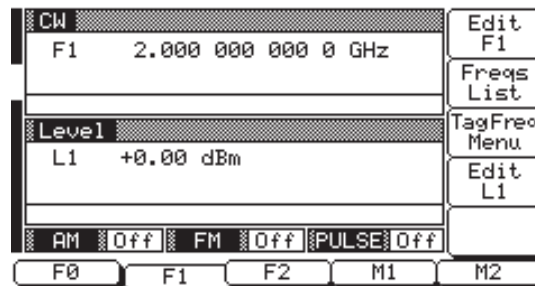 CW
F1 2.000 000 000 0 GHz
Level
L1 +0.00 dBm
AM Off FM Off PULSE Off
Edit
F1
Freqs
List
TagFreq
Menu
Edit
L1
F0 F1 F2 M1 M2